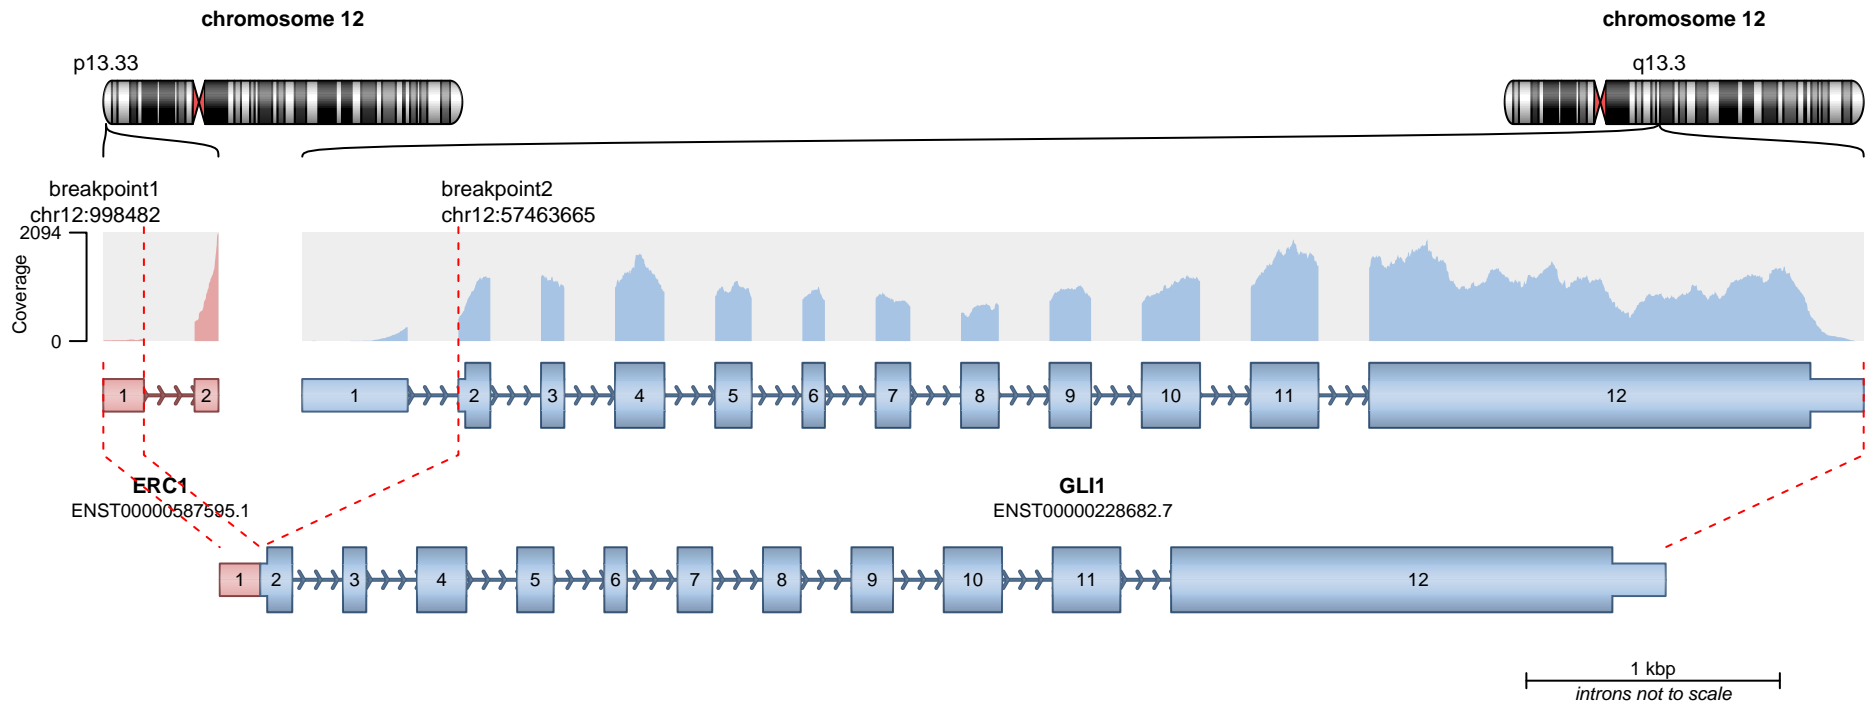 chromosome 12
chromosome 12
p13.33
q13.3
breakpoint1
chr12:998482
breakpoint2
chr12:57463665
2094
Coverage
0
1 2 1 2 3 4 5 6 7 8 9 10 11 12
ERC1
ENST00000587595.1
GLI1
ENST00000228682.7
1 2 3 4 5 6 7 8 9 10 11 12
1 kbp
introns not to scale